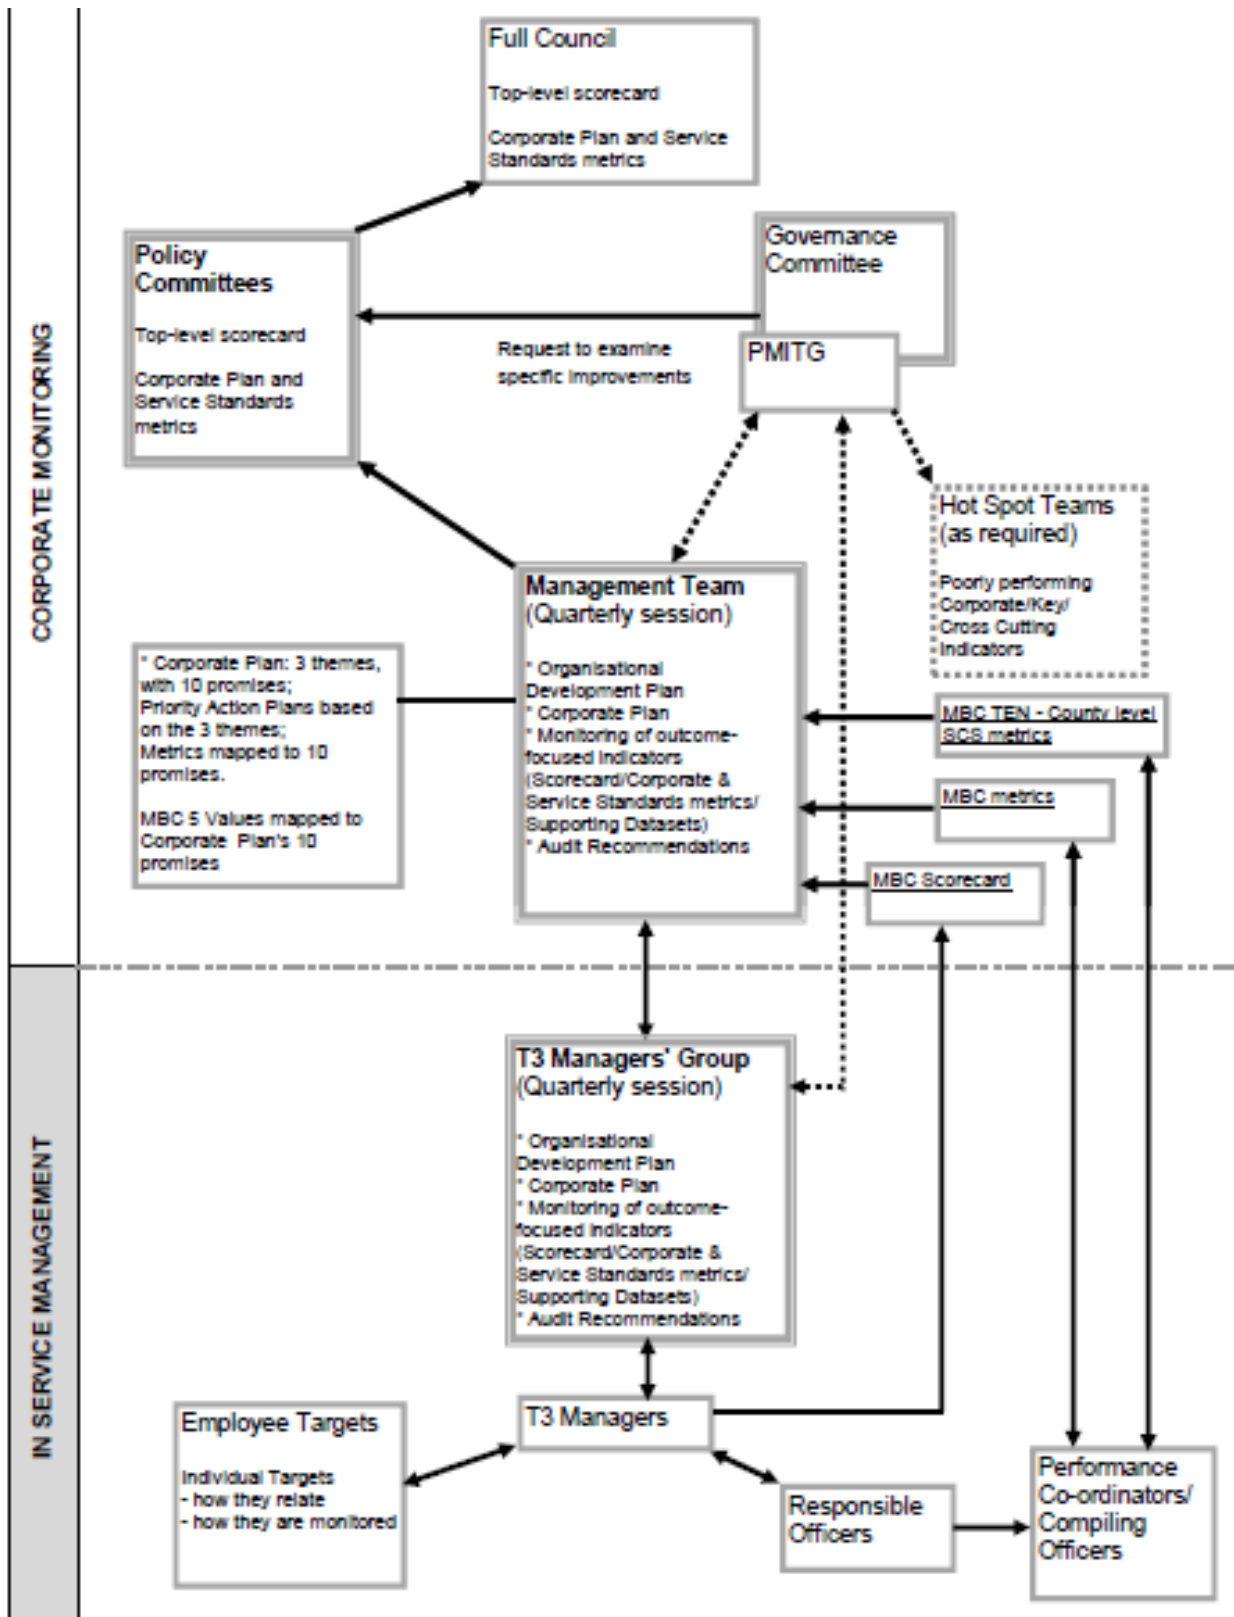 CORPORATE MONITORING
Full Council
Top-level scorecard
Corporate Plan and Service
Standards metrics
Policy
Committees
Top-level scorecard
Corporate Plan and
Service Standards
metrics
Governance
Committee
PMITG
Request to examine
specific improvements
Hot Spot Teams
(as required)
Poorly performing
Corporate/Key/
Cross Cutting
Indicators
Management Team
(Quarterly session)
* Organisational
Development Plan
* Corporate Plan
* Monitoring of outcome-
focused indicators
(Scorecard/Corporate &
Service Standards metrics/
Supporting Datasets)
* Audit Recommendations
* Corporate Plan: 3 themes,
with 10 promises;
Priority Action Plans based
on the 3 themes;
Metrics mapped to 10
promises.
MBC 5 Values mapped to
Corporate Plan's 10
promises
MBC TEN - County level
SCS metrics
MBC metrics
MBC Scorecard
IN SERVICE MANAGEMENT
T3 Managers' Group
(Quarterly session)
* Organisational
Development Plan
* Corporate Plan
* Monitoring of outcome-
focused indicators
(Scorecard/Corporate &
Service Standards metrics/
Supporting Datasets)
* Audit Recommendations
T3 Managers
Employee Targets
Individual Targets
- how they relate
- how they are monitored
Responsible
Officers
Performance
Co-ordinators/
Compiling
Officers